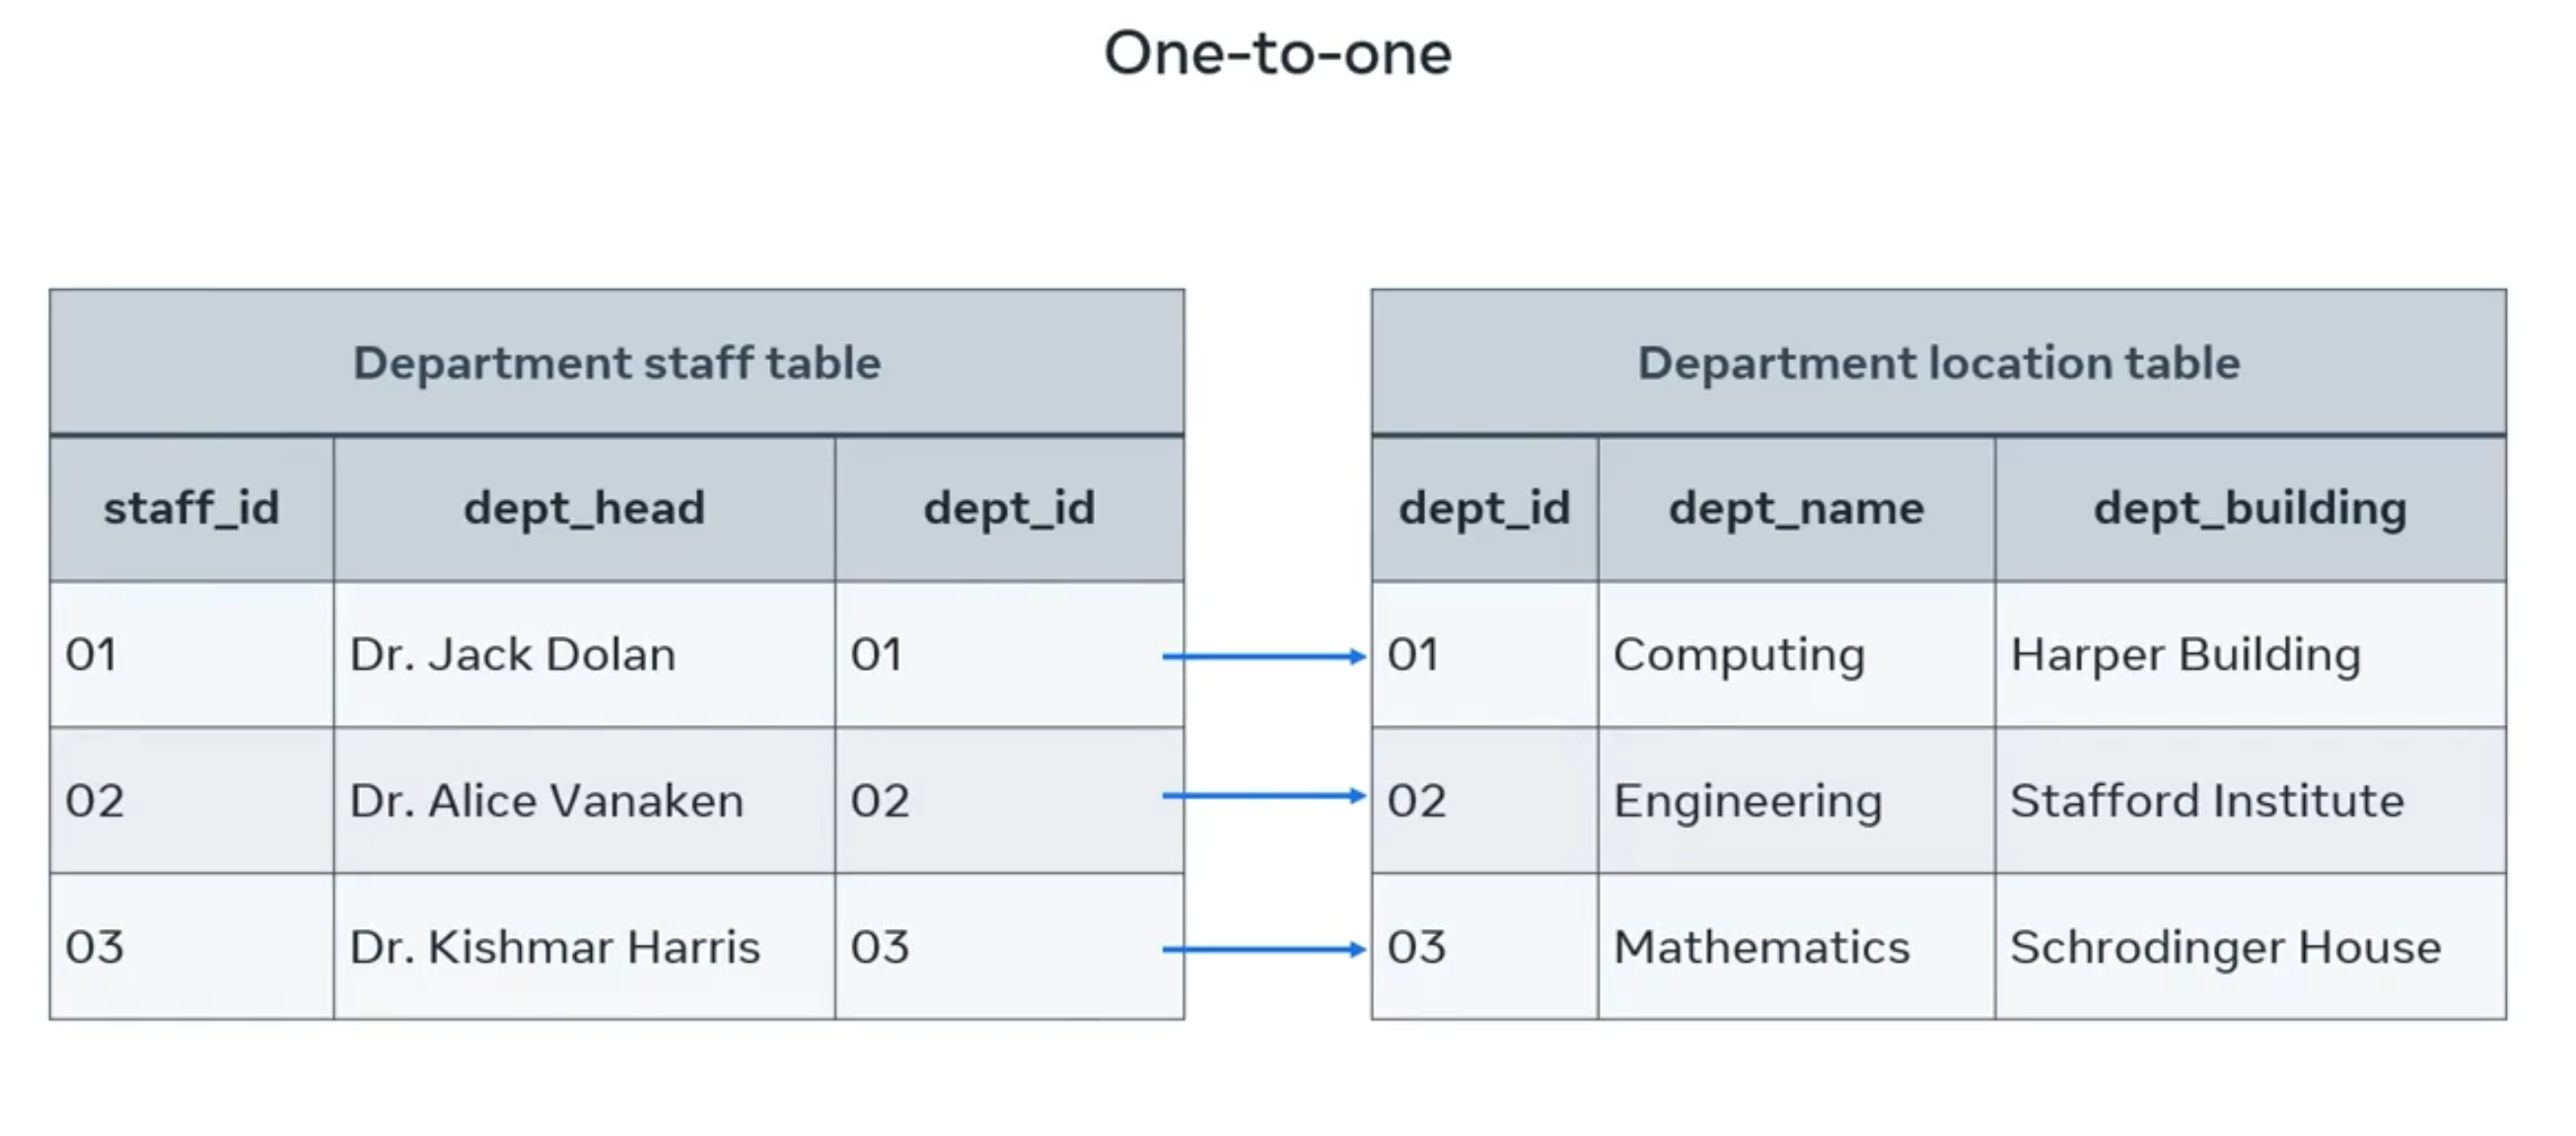 One-to-one
Department staff table
staff_id dept_head dept_id
01 Dr. Jack Dolan 01
02 Dr. Alice Vanaken 02
03 Dr. Kishmar Harris 03
Department location table
dept_id dept_name dept_building
01 Computing Harper Building
02 Engineering Stafford Institute
03 Mathematics Schrodinger House